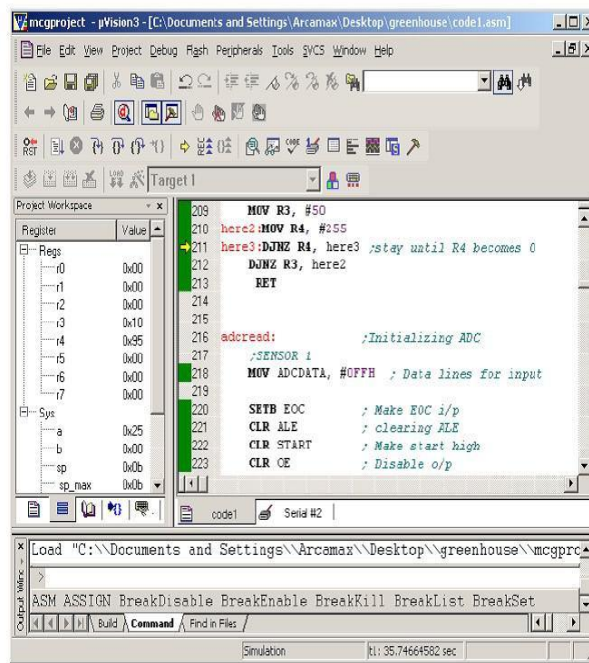 mcgproject - µVision3 - [C:\Documents and Settings\Arcamax\Desktop\greenhouse\code1.asm]
File Edit View Project Debug Flash Peripherals Tools SVCS Window Help
RST
LOAD
Target 1
Project Workspace
Register Value
Regs
r0 0x00
r1 0x00
r2 0x00
r3 0x10
r4 0x95
r5 0x00
r6 0x00
r7 0x00
Sys
a 0x25
b 0x00
sp 0x0b
sp_max 0x0b
209 MOV R3, #50
210 here2:MOV R4, #255
211 here3:DJNZ R4, here3 ;stay until R4 becomes 0
212 DJNZ R3, here2
213 RET
214
215
216 adcread: ;Initializing ADC
217 ;SENSOR 1
218 MOV ADCDATA, #0FFH ; Data lines for input
219
220 SETB EOC ; Make EOC i/p
221 CLR ALE ; clearing ALE
222 CLR START ; Make start high
223 CLR OE ; Disable o/p
code1 Serial #2
Load "C:\\Documents and Settings\\Arcamax\\Desktop\\greenhouse\\mcgprc
>
ASM ASSIGN BreakDisable BreakEnable BreakKill BreakList BreakSet
Output Winc
Build Command Find in Files
Simulation t1: 35.74664582 sec